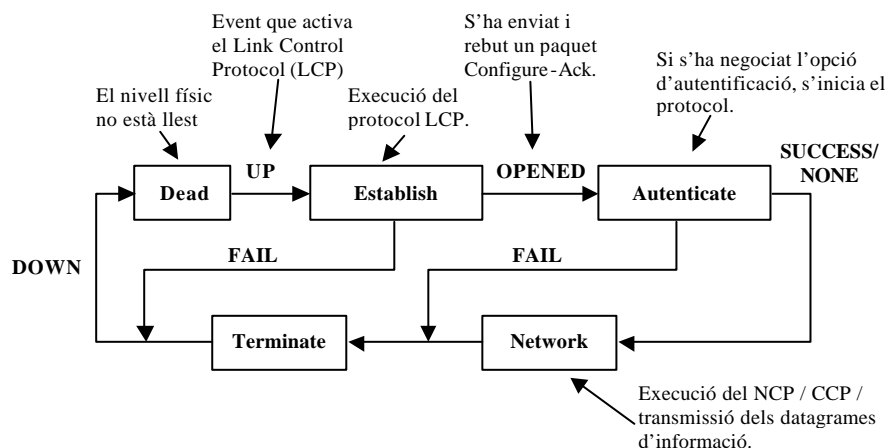 Event que activa
el Link Control
Protocol (LCP)
S'ha enviat i
rebut un paquet
Configure-Ack.
Si s'ha negociat l'opció
d'autentificació, s'inicia el
protocol.
El nivell físic
no està llest
Execució del
protocol LCP.
SUCCESS/
NONE
UP
OPENED
Dead
Establish
Autenticate
DOWN
FAIL
FAIL
Terminate
Network
Execució del NCP / CCP /
transmissió dels datagrames
d'informació.